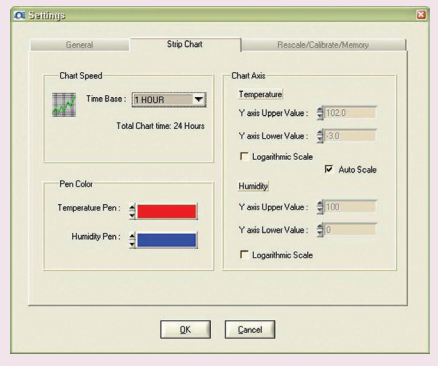 Settings
General
Strip Chart
Rescale/Calibrate/Memory
Chart Speed
Time Base : 1 HOUR
Total Chart time: 24 Hours
Pen Color
Temperature Pen :
Humidity Pen :
Chart Axis
Temperature
Y axis Upper Value : 102.0
Y axis Lower Value : -3.0
Logarithmic Scale
Auto Scale
Humidity
Y axis Upper Value : 100
Y axis Lower Value : 0
Logarithmic Scale
OK
Cancel